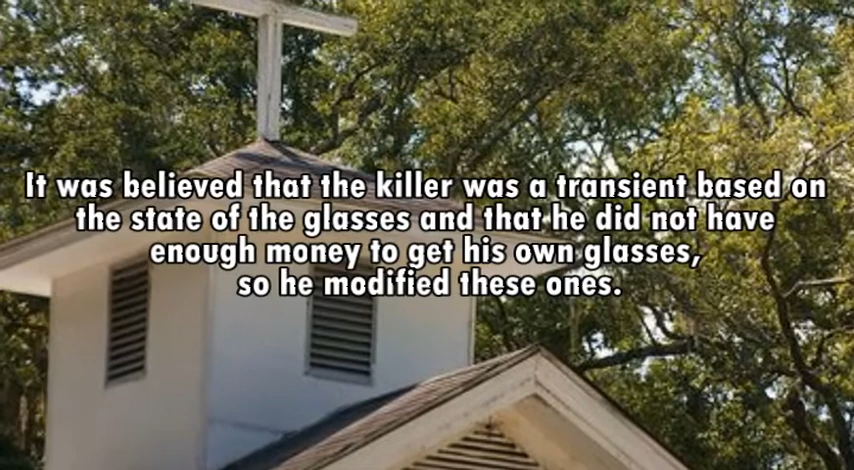 It was believed that the killer was a transient based on
the state of the glasses and that he did not have
enough money to get his own glasses,
so he modified these ones.